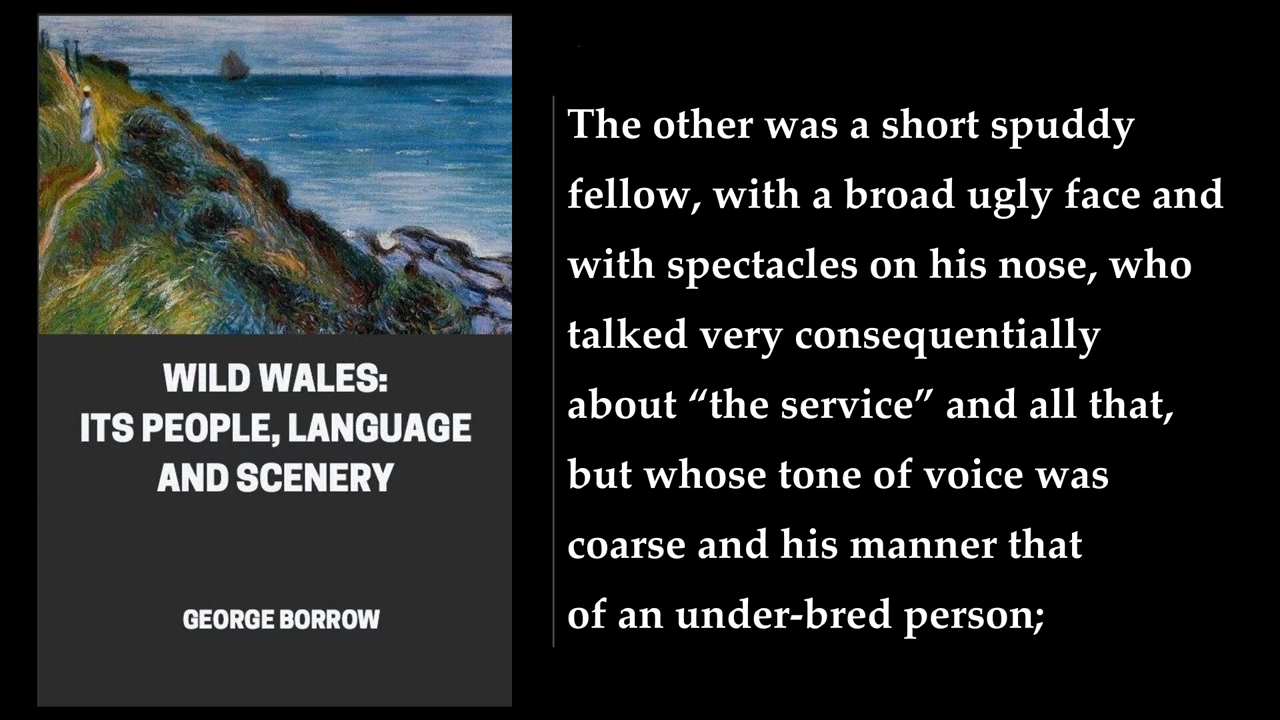 WILD WALES:
ITS PEOPLE, LANGUAGE
AND SCENERY
GEORGE BORROW
The other was a short spuddy
fellow, with a broad ugly face and
with spectacles on his nose, who
talked very consequentially
about “the service” and all that,
but whose tone of voice was
coarse and his manner that
of an under-bred person;